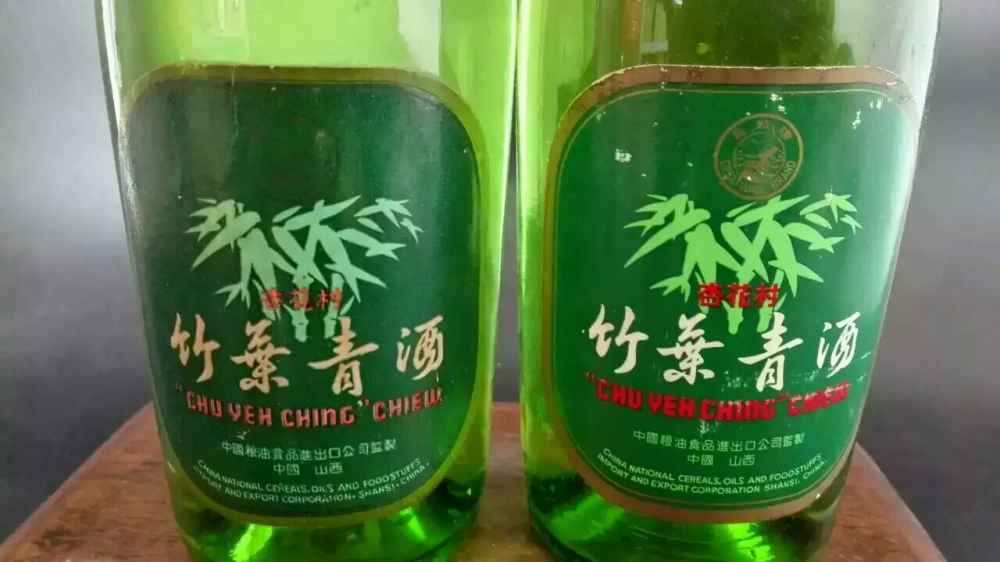 杏花村
竹葉青酒
"CHU YEH CHING" CHIEW
中國粮油食品進出口公司監製
中國 山西
CHINA NATIONAL CEREALS, OILS AND FOODSTUFFS
IMPORT AND EXPORT CORPORATION, SHANSI, CHINA.
杏花村
竹葉青酒
"CHU YEH CHING" CHIEW
中國粮油食品進出口公司監製
中國 山西
CHINA NATIONAL CEREALS, OILS AND FOODSTUFFS
IMPORT AND EXPORT CORPORATION SHANSI, CHINA.